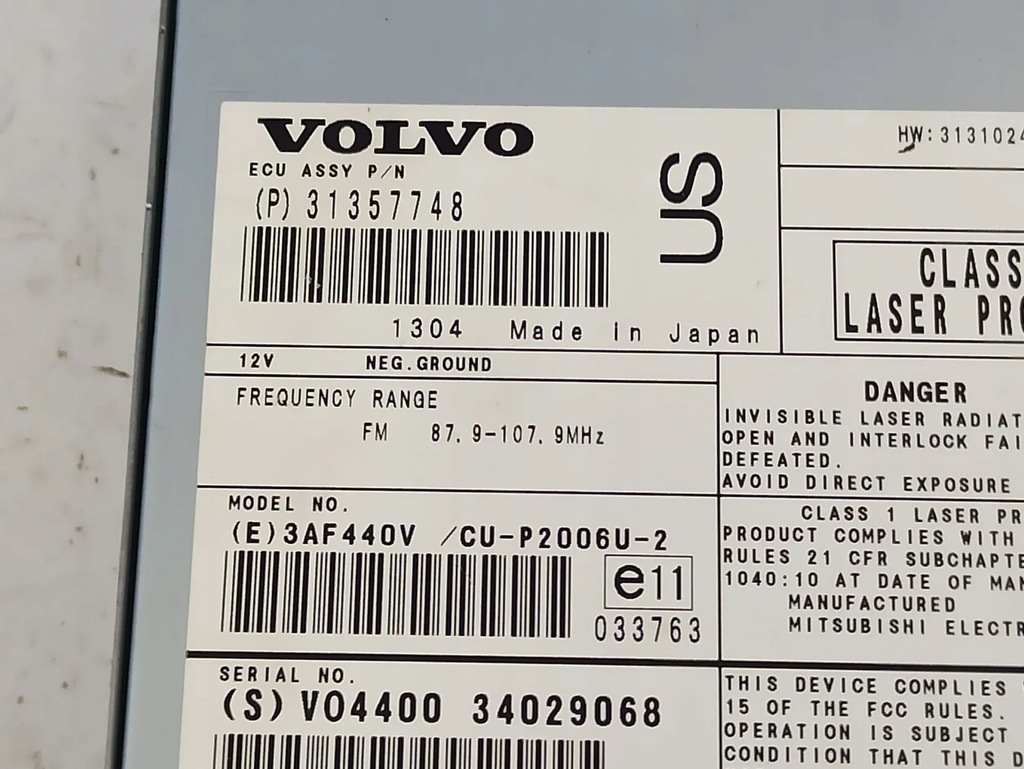 VOLVO
ECU ASSY P/N
(P) 31357748
US
1304 Made in Japan
HW:3131024
CLASS
LASER PRO
12V NEG.GROUND
FREQUENCY RANGE
FM 87.9-107.9MHz
DANGER
INVISIBLE LASER RADIAT
OPEN AND INTERLOCK FAI
DEFEATED.
AVOID DIRECT EXPOSURE
MODEL NO.
(E)3AF440V /CU-P2006U-2
e11
033763
CLASS 1 LASER PR
PRODUCT COMPLIES WITH
RULES 21 CFR SUBCHAPTE
1040:10 AT DATE OF MAN
MANUFACTURED
MITSUBISHI ELECTR
SERIAL NO.
(S) VO4400 34029068
THIS DEVICE COMPLIES
15 OF THE FCC RULES.
OPERATION IS SUBJECT
CONDITION THAT THIS D